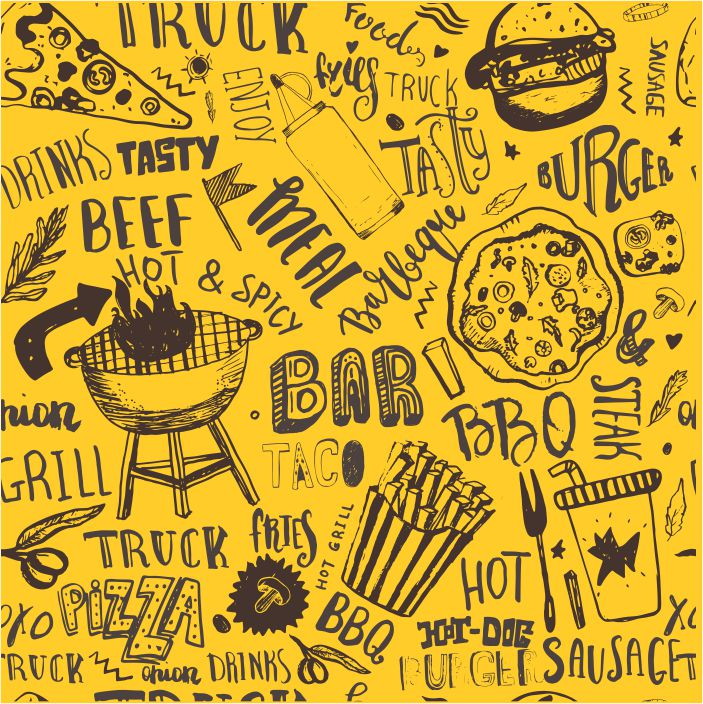 TRUCK
Foods
fries
TRUCK
ENJOY
SAUSAGE
TASTY
DRINKS
TASTY
BURGER
BEEF
MEAL
HOT & SPICY
Barbeque
&
BAR
STEAK
onion
BBQ
TACO
GRILL
fRIES
HOT GRILL
TRUCK
HOT
PiZZA
BBQ
XO
HOT-DOG
BURGER
SAUSAGE
TRUCK
onion
DRINKS